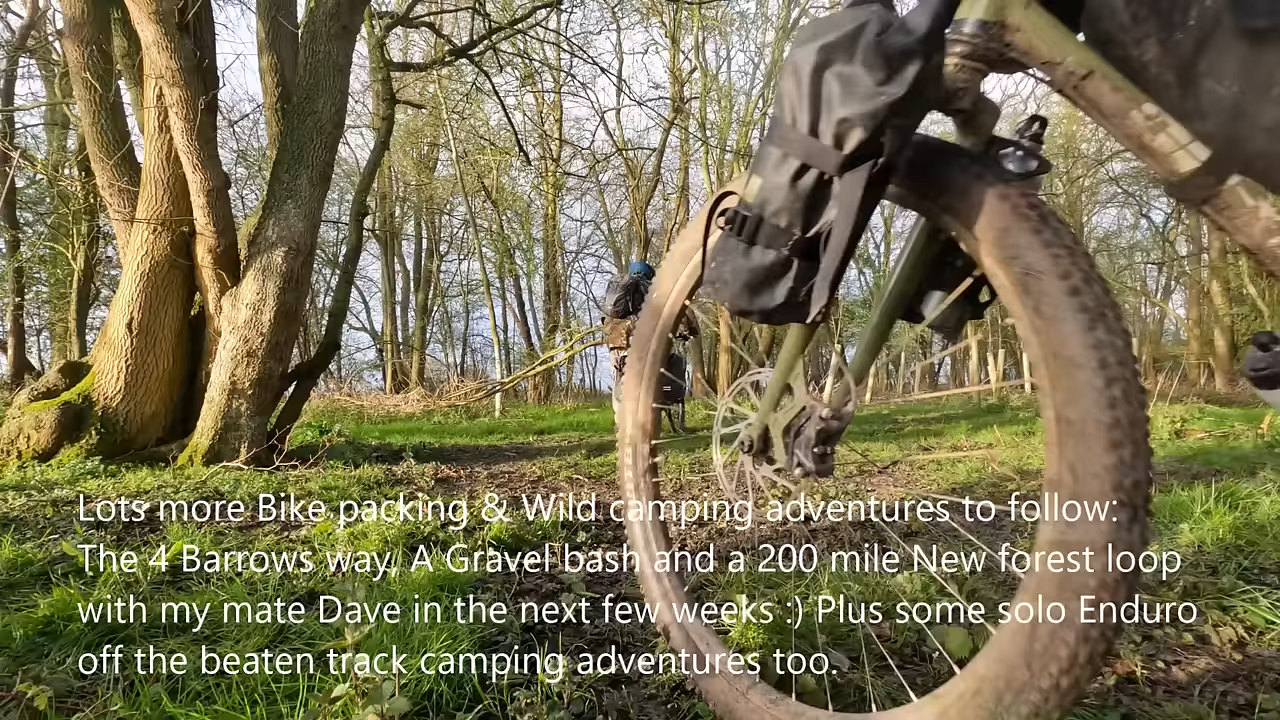 Lots more Bike packing & Wild camping adventures to follow:
The 4 Barrows way, A Gravel bash and a 200 mile New forest loop
with my mate Dave in the next few weeks :) Plus some solo Enduro
off the beaten track camping adventures too.